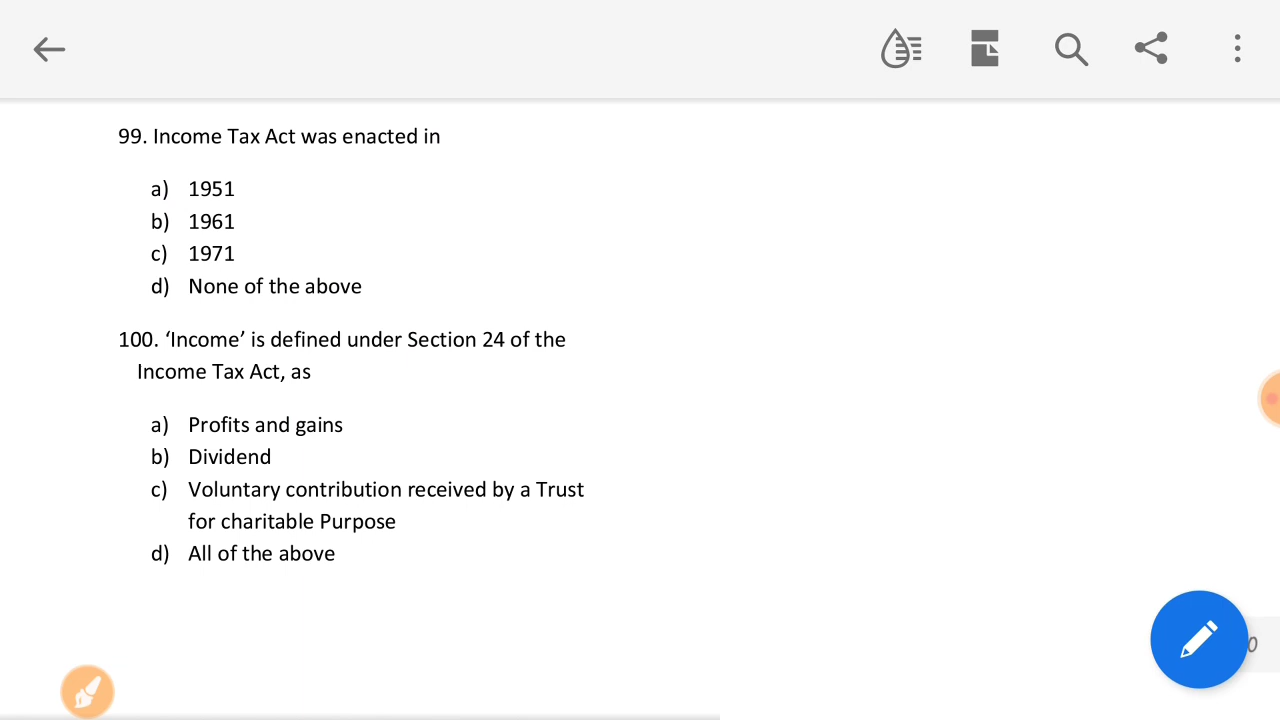 99. Income Tax Act was enacted in
a) 1951
b) 1961
c) 1971
d) None of the above
100. ‘Income’ is defined under Section 24 of the
Income Tax Act, as
a) Profits and gains
b) Dividend
c) Voluntary contribution received by a Trust
for charitable Purpose
d) All of the above